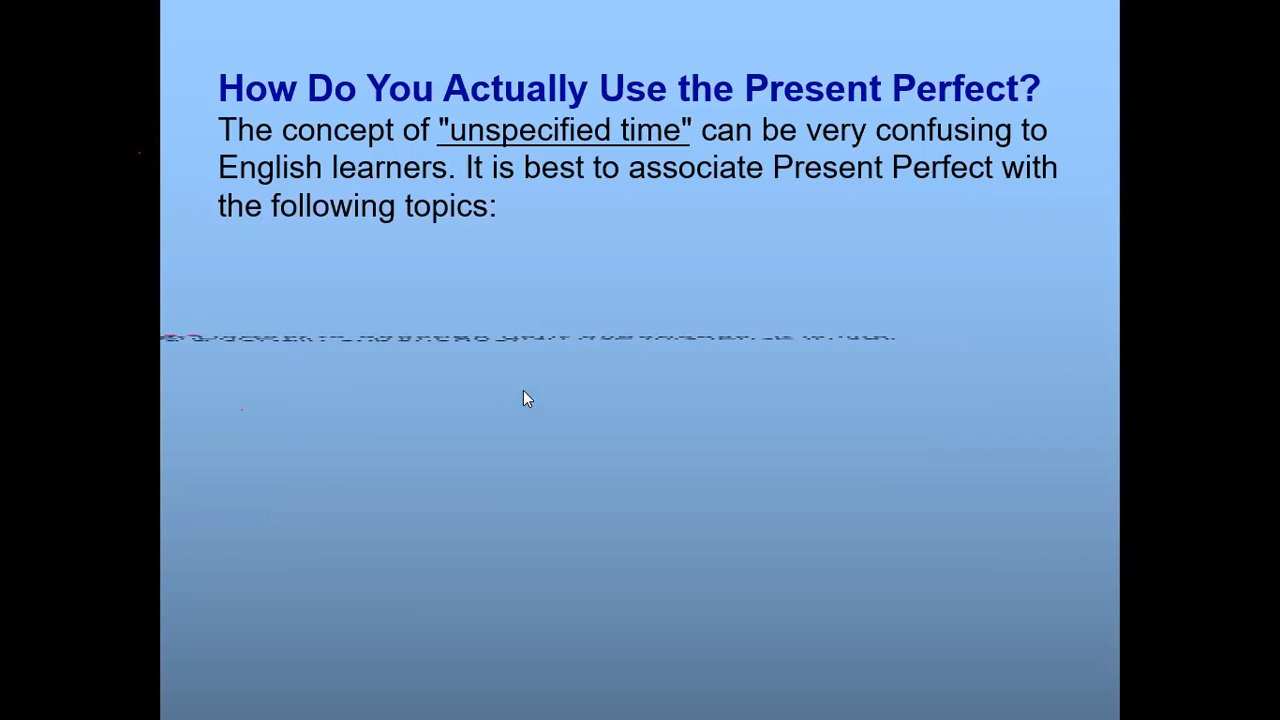 How Do You Actually Use the Present Perfect?
The concept of "unspecified time" can be very confusing to
English learners. It is best to associate Present Perfect with
the following topics: